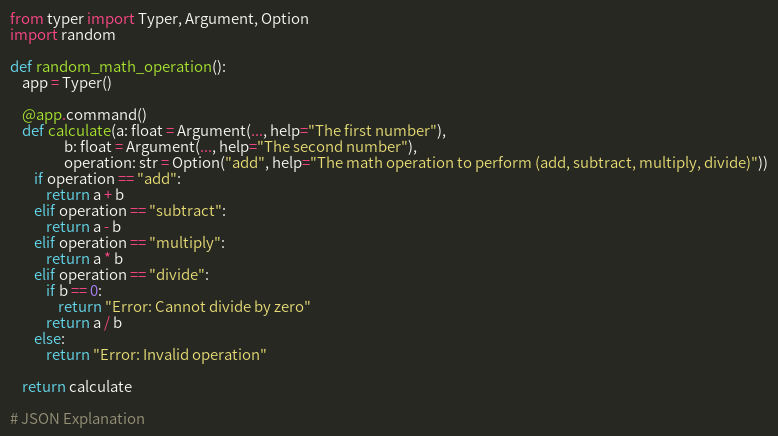 from typer import Typer, Argument, Option
import random

def random_math_operation():
    app = Typer()

    @app.command()
    def calculate(a: float = Argument(..., help="The first number"),
                  b: float = Argument(..., help="The second number"),
                  operation: str = Option("add", help="The math operation to perform (add, subtract, multiply, divide)"))
        if operation == "add":
            return a + b
        elif operation == "subtract":
            return a - b
        elif operation == "multiply":
            return a * b
        elif operation == "divide":
            if b == 0:
                return "Error: Cannot divide by zero"
            return a / b
        else:
            return "Error: Invalid operation"

    return calculate

# JSON Explanation